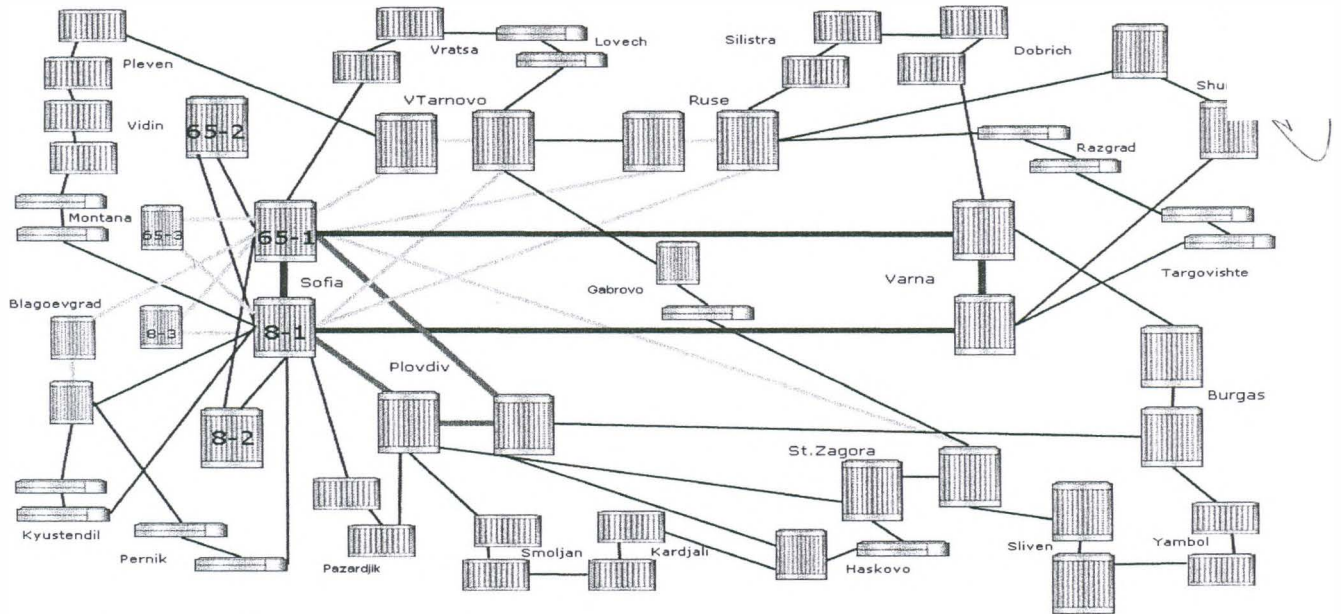 Vratsa
Lovech
Silistra
Dobrich
Pleven
Shu
VTarnovo
Ruse
Vidin
65-2
Razgrad
Montana
65-3
65-1
Sofia
Gabrovo
Varna
Targovishte
Blagoevgrad
8-3
8-1
Plovdiv
Burgas
8-2
St.Zagora
Kyustendil
Pernik
Pazardjik
Smoljan
Kardjali
Haskovo
Sliven
Yambol